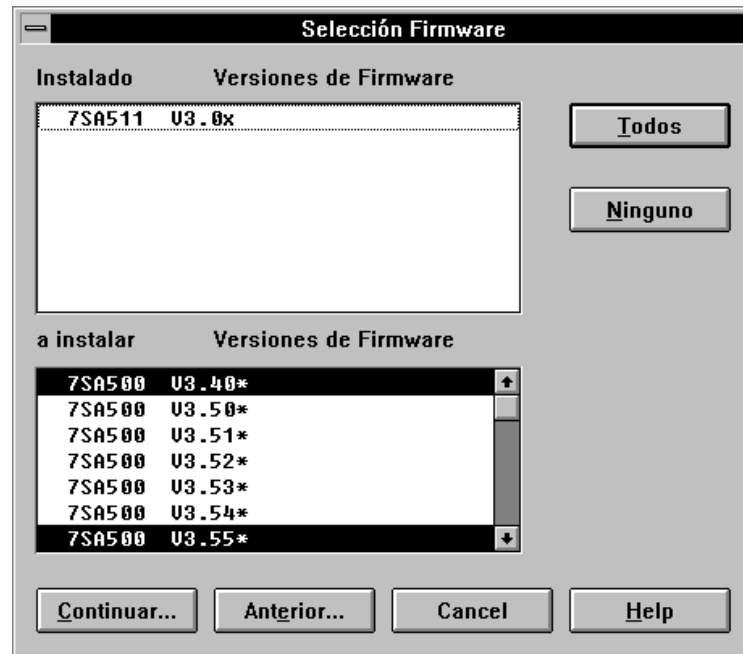 Selección Firmware
Instalado Versiones de Firmware
7SA511 V3.0x
Todos
Ninguno
a instalar Versiones de Firmware
7SA500 V3.40*
7SA500 V3.50*
7SA500 V3.51*
7SA500 V3.52*
7SA500 V3.53*
7SA500 V3.54*
7SA500 V3.55*
Continuar... Anterior... Cancel Help